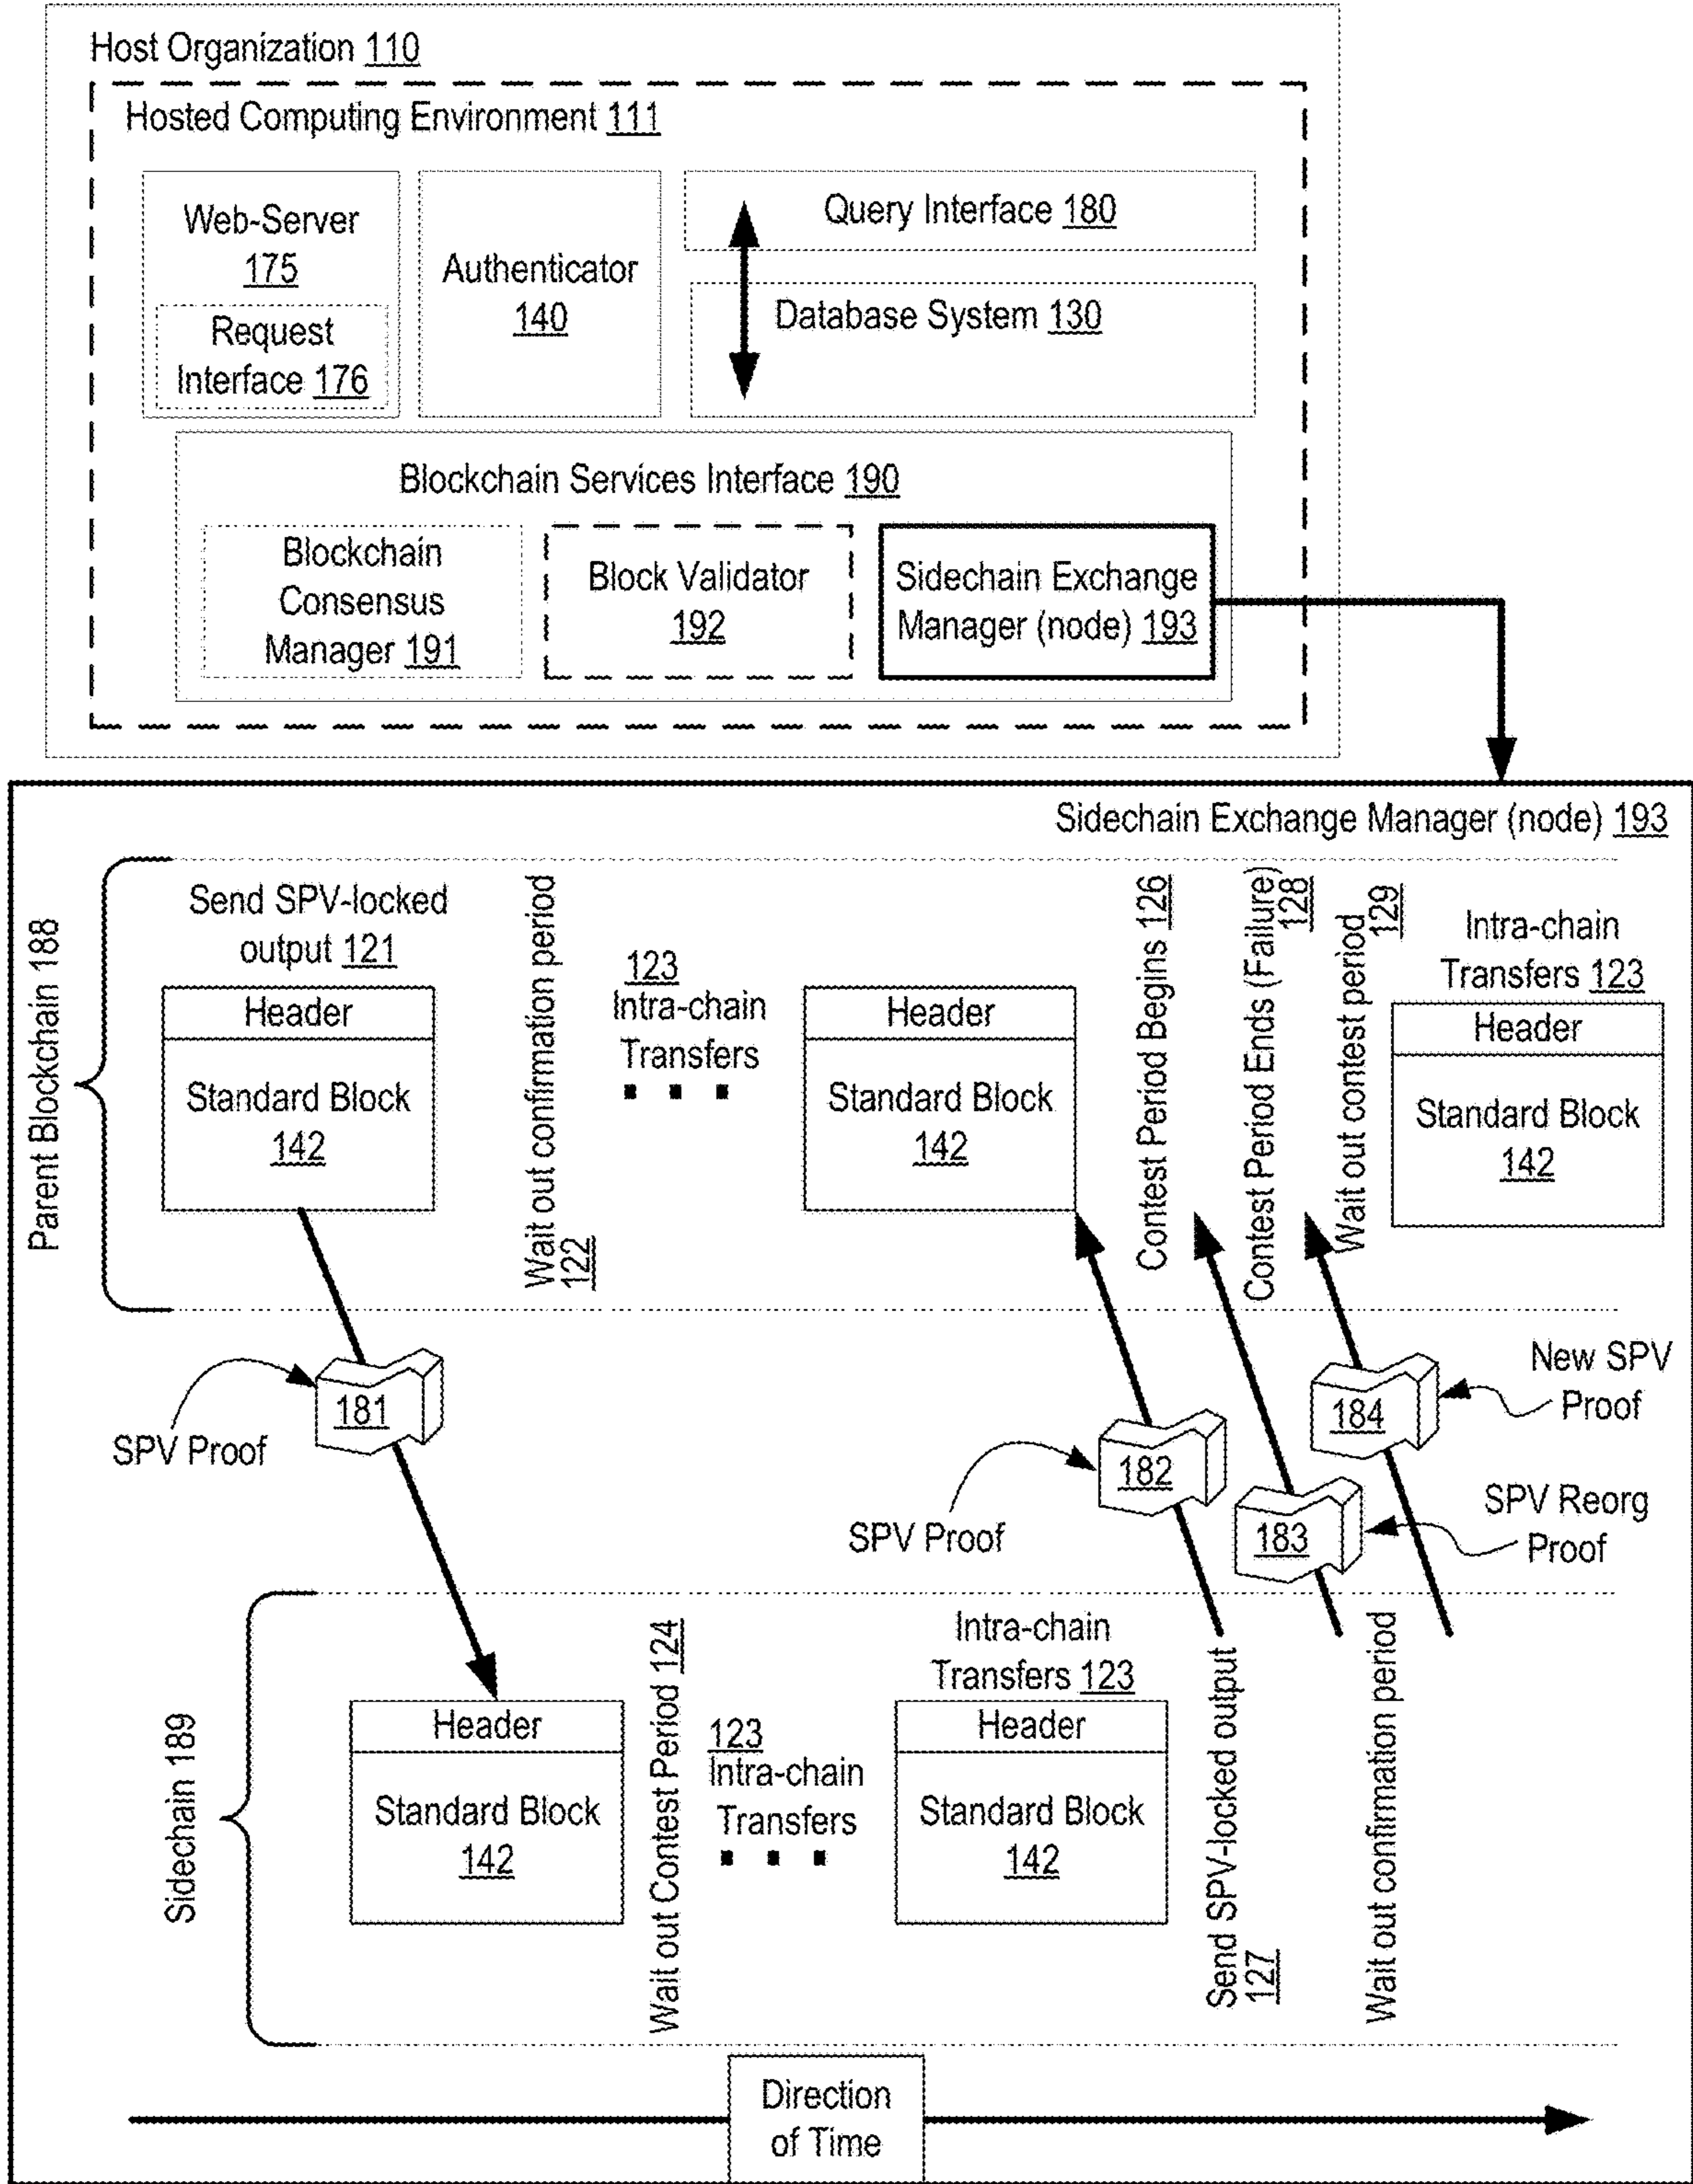 Host Organization 110
Hosted Computing Environment 111
Web-Server
175
Request
Interface 176
Authenticator
140
Query Interface 180
Database System 130
Blockchain Services Interface 190
Blockchain
Consensus
Manager 191
Block Validator
192
Sidechain Exchange
Manager (node) 193
Sidechain Exchange Manager (node) 193
Parent Blockchain 188
Send SPV-locked
output 121
Header
Standard Block
142
Wait out confirmation period
122
123
Intra-chain
Transfers
Header
Standard Block
142
Contest Period Begins 126
Contest Period Ends (Failure)
128
Wait out contest period
129
Intra-chain
Transfers 123
Header
Standard Block
142
181
SPV Proof
182
SPV Proof
183
SPV Reorg
Proof
184
New SPV
Proof
Sidechain 189
Header
Standard Block
142
Wait out Contest Period 124
123
Intra-chain
Transfers
Intra-chain
Transfers 123
Header
Standard Block
142
Send SPV-locked output
127
Wait out confirmation period
Direction
of Time